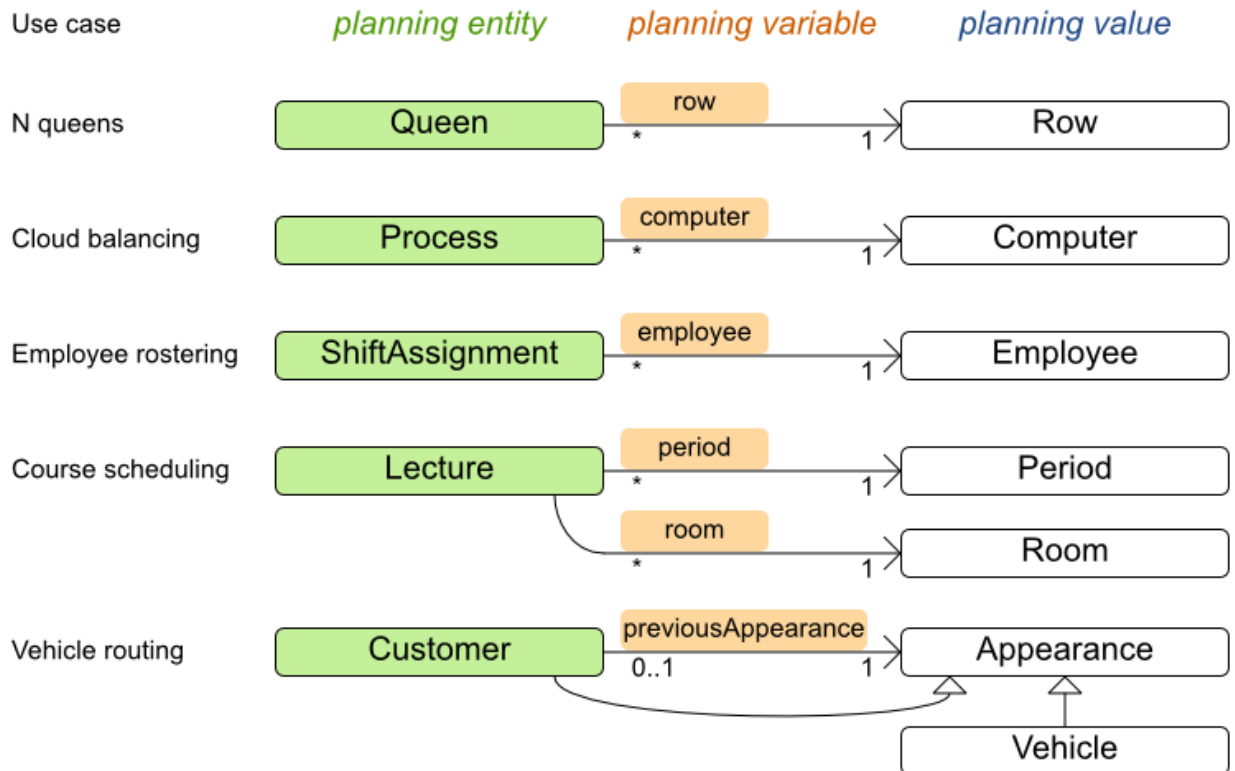 Use case planning entity planning variable planning value
N queens Queen row Row
* 1
Cloud balancing Process computer Computer
* 1
Employee rostering ShiftAssignment employee Employee
* 1
Course scheduling Lecture period Period
* 1
room Room
* 1
Vehicle routing Customer previousAppearance Appearance
0..1 1
Vehicle